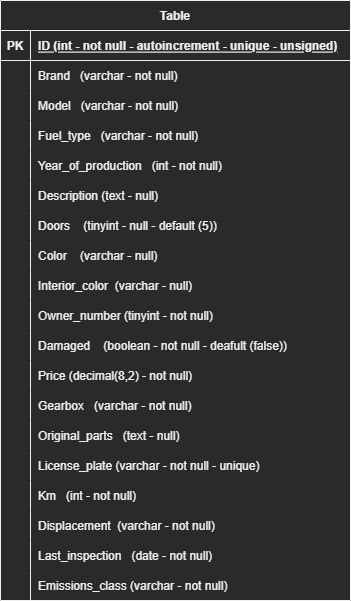 Table
PK ID (int - not null - autoincrement - unique - unsigned)
Brand (varchar - not null)
Model (varchar - not null)
Fuel_type (varchar - not null)
Year_of_production (int - not null)
Description (text - null)
Doors (tinyint - null - default (5))
Color (varchar - null)
Interior_color (varchar - null)
Owner_number (tinyint - not null)
Damaged (boolean - not null - deafult (false))
Price (decimal(8,2) - not null)
Gearbox (varchar - not null)
Original_parts (text - null)
License_plate (varchar - not null - unique)
Km (int - not null)
Displacement (varchar - not null)
Last_inspection (date - not null)
Emissions_class (varchar - not null)